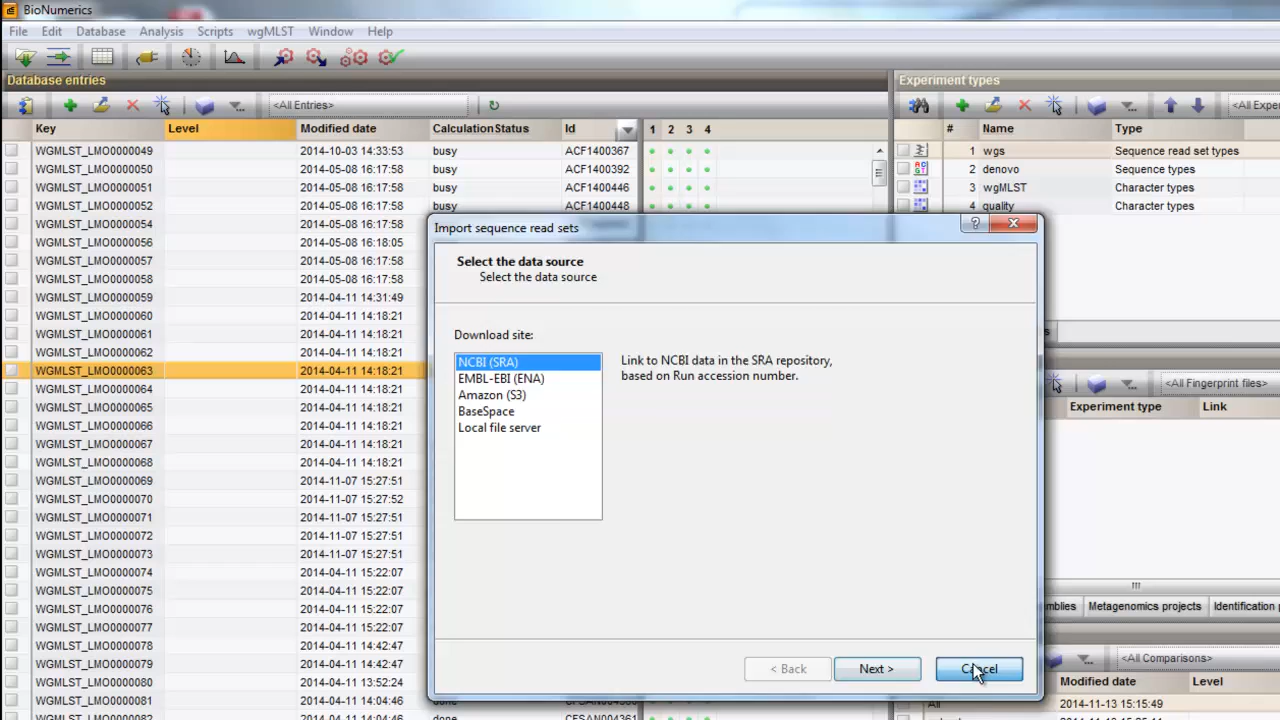 BioNumerics
File Edit Database Analysis Scripts wgMLST Window Help
Database entries
Experiment types
<All Entries>
<All Exper
Key Level Modified date CalculationStatus Id 1 2 3 4
# Name Type
WGMLST_LMO0000049 2014-10-03 14:33:53 busy ACF1400367
1 wgs Sequence read set types
WGMLST_LMO0000050 2014-05-08 16:17:58 busy ACF1400392
2 denovo Sequence types
WGMLST_LMO0000051 2014-05-08 16:17:58 busy ACF1400446
3 wgMLST Character types
WGMLST_LMO0000052 2014-05-08 16:17:58 busy ACF1400448
4 quality Character types
WGMLST_LMO0000054 2014-05-08 16:17:58
WGMLST_LMO0000056 2014-05-08 16:18:05
WGMLST_LMO0000057 2014-05-08 16:17:58
WGMLST_LMO0000058 2014-05-08 16:17:58
WGMLST_LMO0000059 2014-04-11 14:31:49
WGMLST_LMO0000060 2014-04-11 14:18:21
WGMLST_LMO0000061 2014-04-11 14:18:21
WGMLST_LMO0000062 2014-04-11 14:18:21
WGMLST_LMO0000063 2014-04-11 14:18:21
WGMLST_LMO0000064 2014-04-11 14:18:21
WGMLST_LMO0000065 2014-04-11 14:18:21
WGMLST_LMO0000066 2014-04-11 14:18:21
WGMLST_LMO0000067 2014-04-11 14:18:21
WGMLST_LMO0000068 2014-04-11 14:18:21
WGMLST_LMO0000069 2014-11-07 15:27:51
WGMLST_LMO0000070 2014-11-07 15:27:52
WGMLST_LMO0000071 2014-11-07 15:27:51
WGMLST_LMO0000072 2014-11-07 15:27:51
WGMLST_LMO0000073 2014-11-07 15:27:51
WGMLST_LMO0000074 2014-04-11 15:22:07
WGMLST_LMO0000075 2014-04-11 15:22:07
WGMLST_LMO0000076 2014-04-11 15:22:07
WGMLST_LMO0000077 2014-04-11 15:22:07
WGMLST_LMO0000078 2014-04-11 14:42:47
WGMLST_LMO0000079 2014-04-11 14:42:47
WGMLST_LMO0000080 2014-04-11 13:52:24
WGMLST_LMO0000081 2014-04-11 14:04:46 done CFSAN004361
WGMLST_LMO0000082 2014-04-11 14:04:46 done
Import sequence read sets
?
Select the data source
Select the data source
Download site:
NCBI (SRA)
EMBL-EBI (ENA)
Amazon (S3)
BaseSpace
Local file server
Link to NCBI data in the SRA repository,
based on Run accession number.
< Back Next > Cancel
s
<All Fingerprint files>
Experiment type Link
mblies Metagenomics projects Identification p
<All Comparisons>
Modified date Level
All 2014-11-13 15:15:49